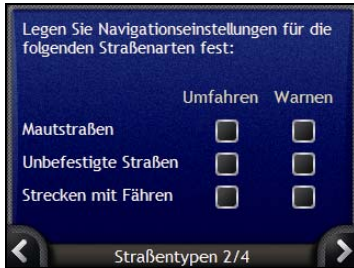 Legen Sie Navigationseinstellungen für die
folgenden Straßenarten fest:
Umfahren Warnen
Mautstraßen
Unbefestigte Straßen
Strecken mit Fähren
Straßentypen 2/4